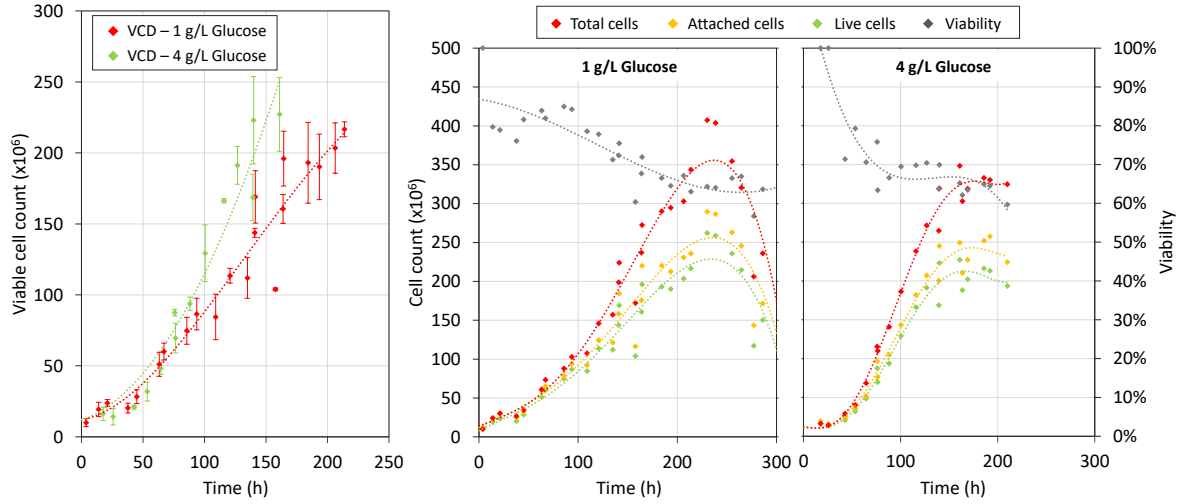 VCD – 1 g/L Glucose
VCD – 4 g/L Glucose
Viable cell count (x10⁶)
300
250
200
150
100
50
0
0 50 100 150 200 250
Time (h)
Total cells Attached cells Live cells Viability
1 g/L Glucose
Cell count (x10⁶)
500
450
400
350
300
250
200
150
100
50
0
0 100 200 300
Time (h)
4 g/L Glucose
0 100 200 300
Time (h)
100%
90%
80%
70%
60%
50%
40%
30%
20%
10%
0%
Viability